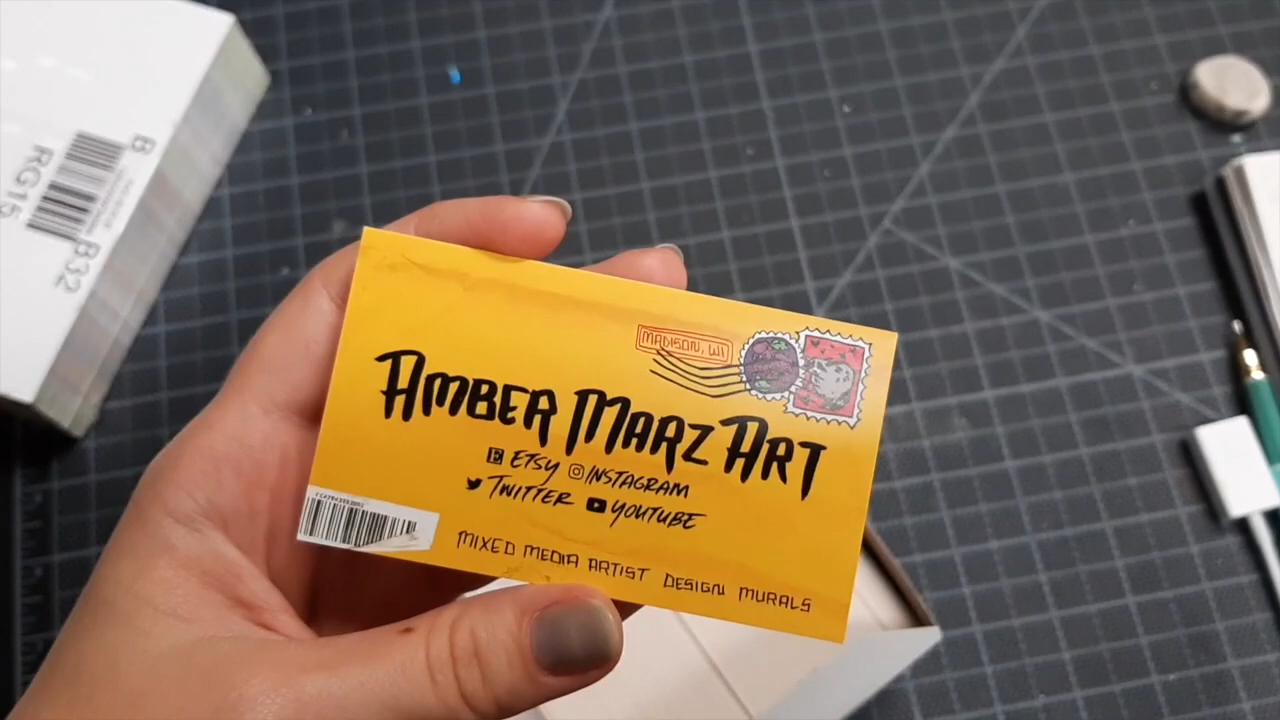 B
RG15
B32
MADISON, WI
AMBER MARZ ART
E ETSY INSTAGRAM
TWITTER YOUTUBE
MIXED MEDIA ARTIST DESIGN MURALS